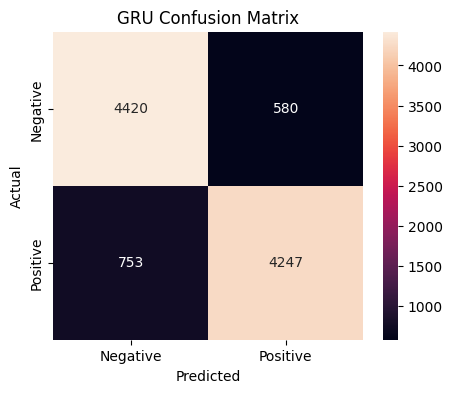 GRU Confusion Matrix
Actual
Negative
Positive
4420
580
753
4247
Negative
Positive
Predicted
4000
3500
3000
2500
2000
1500
1000